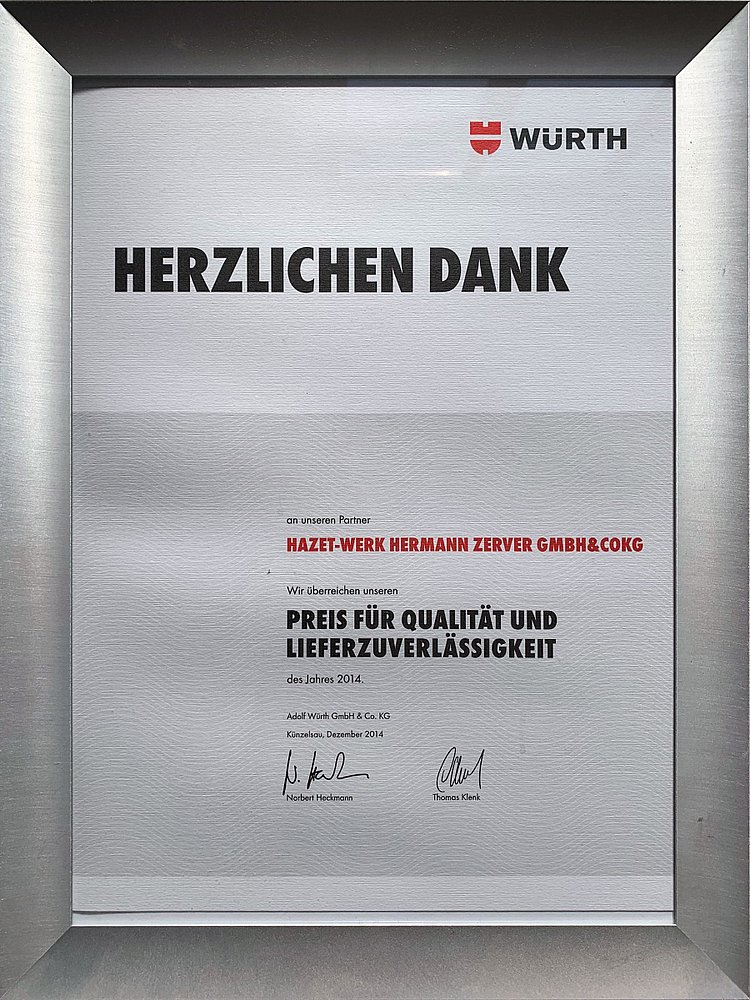 WÜRTH
HERZLICHEN DANK
an unseren Partner
HAZET-WERK HERMANN ZERVER GMBH&COKG
Wir überreichen unseren
PREIS FÜR QUALITÄT UND
LIEFERZUVERLÄSSIGKEIT
des Jahres 2014.
Adolf Würth GmbH & Co. KG
Künzelsau, Dezember 2014
Norbert Heckmann Thomas Klenk